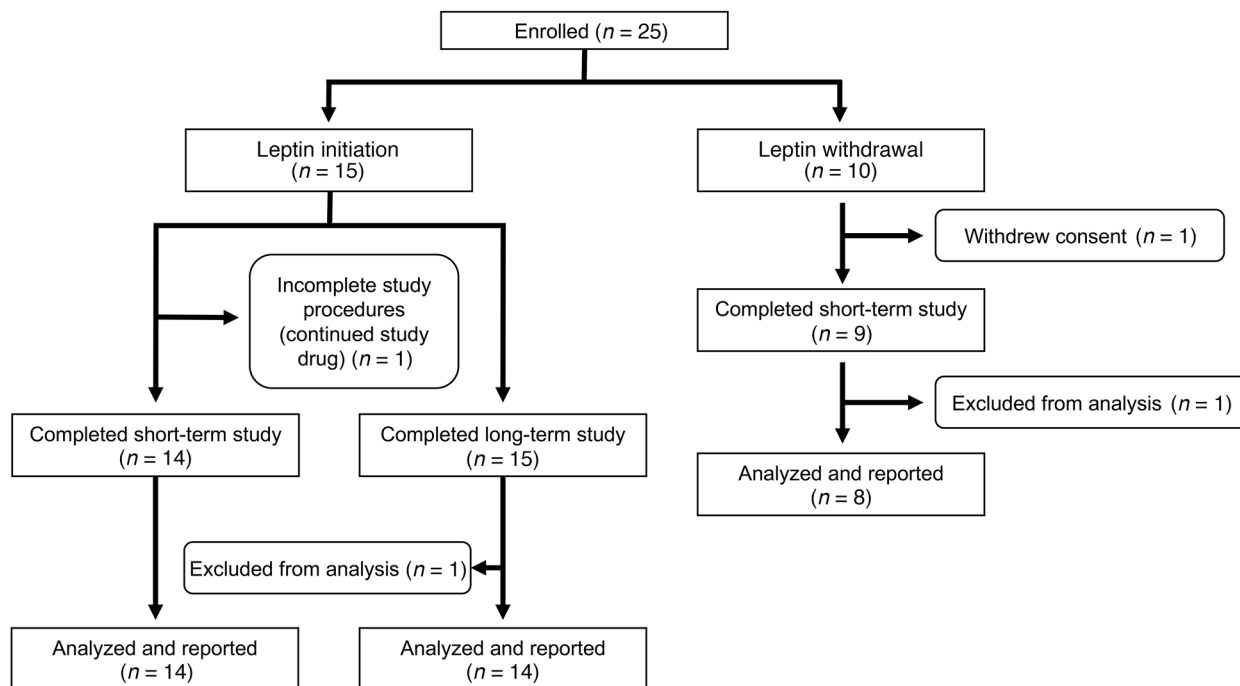 Enrolled (n = 25)
Leptin initiation
(n = 15)
Leptin withdrawal
(n = 10)
Withdrew consent (n = 1)
Incomplete study
procedures
(continued study
drug) (n = 1)
Completed short-term study
(n = 9)
Excluded from analysis (n = 1)
Completed short-term study
(n = 14)
Completed long-term study
(n = 15)
Analyzed and reported
(n = 8)
Excluded from analysis (n = 1)
Analyzed and reported
(n = 14)
Analyzed and reported
(n = 14)